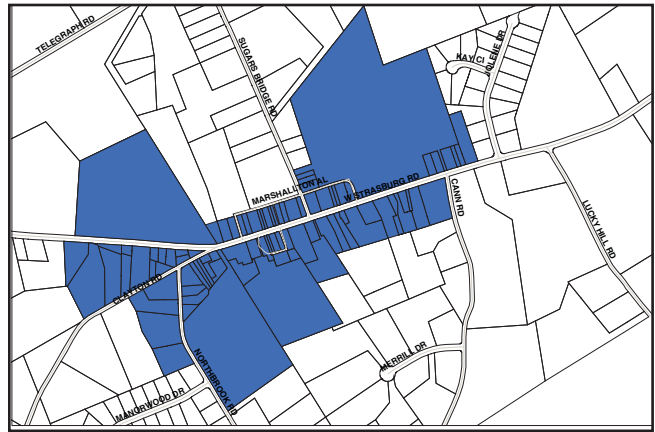 TELEGRAPH RD
SUGARS BRIDGE RD
KAY CI
JOLENE DR
MARSHALLTON AL
W STRASBURG RD
CANN RD
LUCKY HILL RD
CLAYTON RD
MERRILL DR
NORTHBROOK RD
MANORWOOD DR